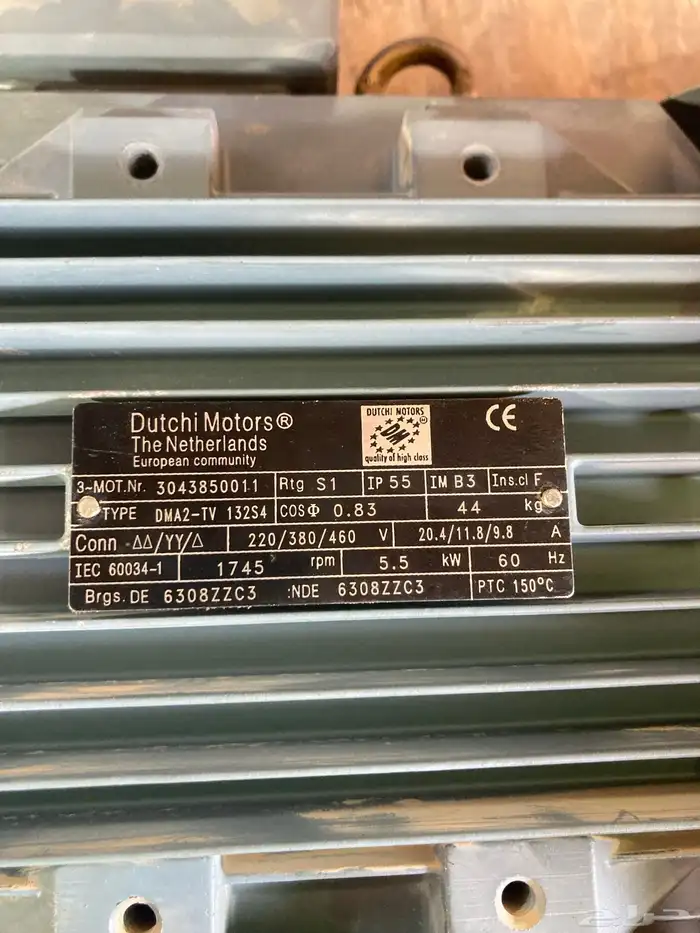 Dutchi Motors®
The Netherlands
European community
DUTCHI MOTORS
DM
quality of high class
CE
3-MOT.Nr. 3043850011 Rtg S1 IP 55 IM B3 Ins.cl F
TYPE DMA2-TV 132S4 COSΦ 0.83 44 kg
Conn ΔΔ/YY/Δ 220/380/460 V 20.4/11.8/9.8 A
IEC 60034-1 1745 rpm 5.5 kW 60 Hz
Brgs. DE 6308ZZC3 :NDE 6308ZZC3 PTC 150°C
حراج